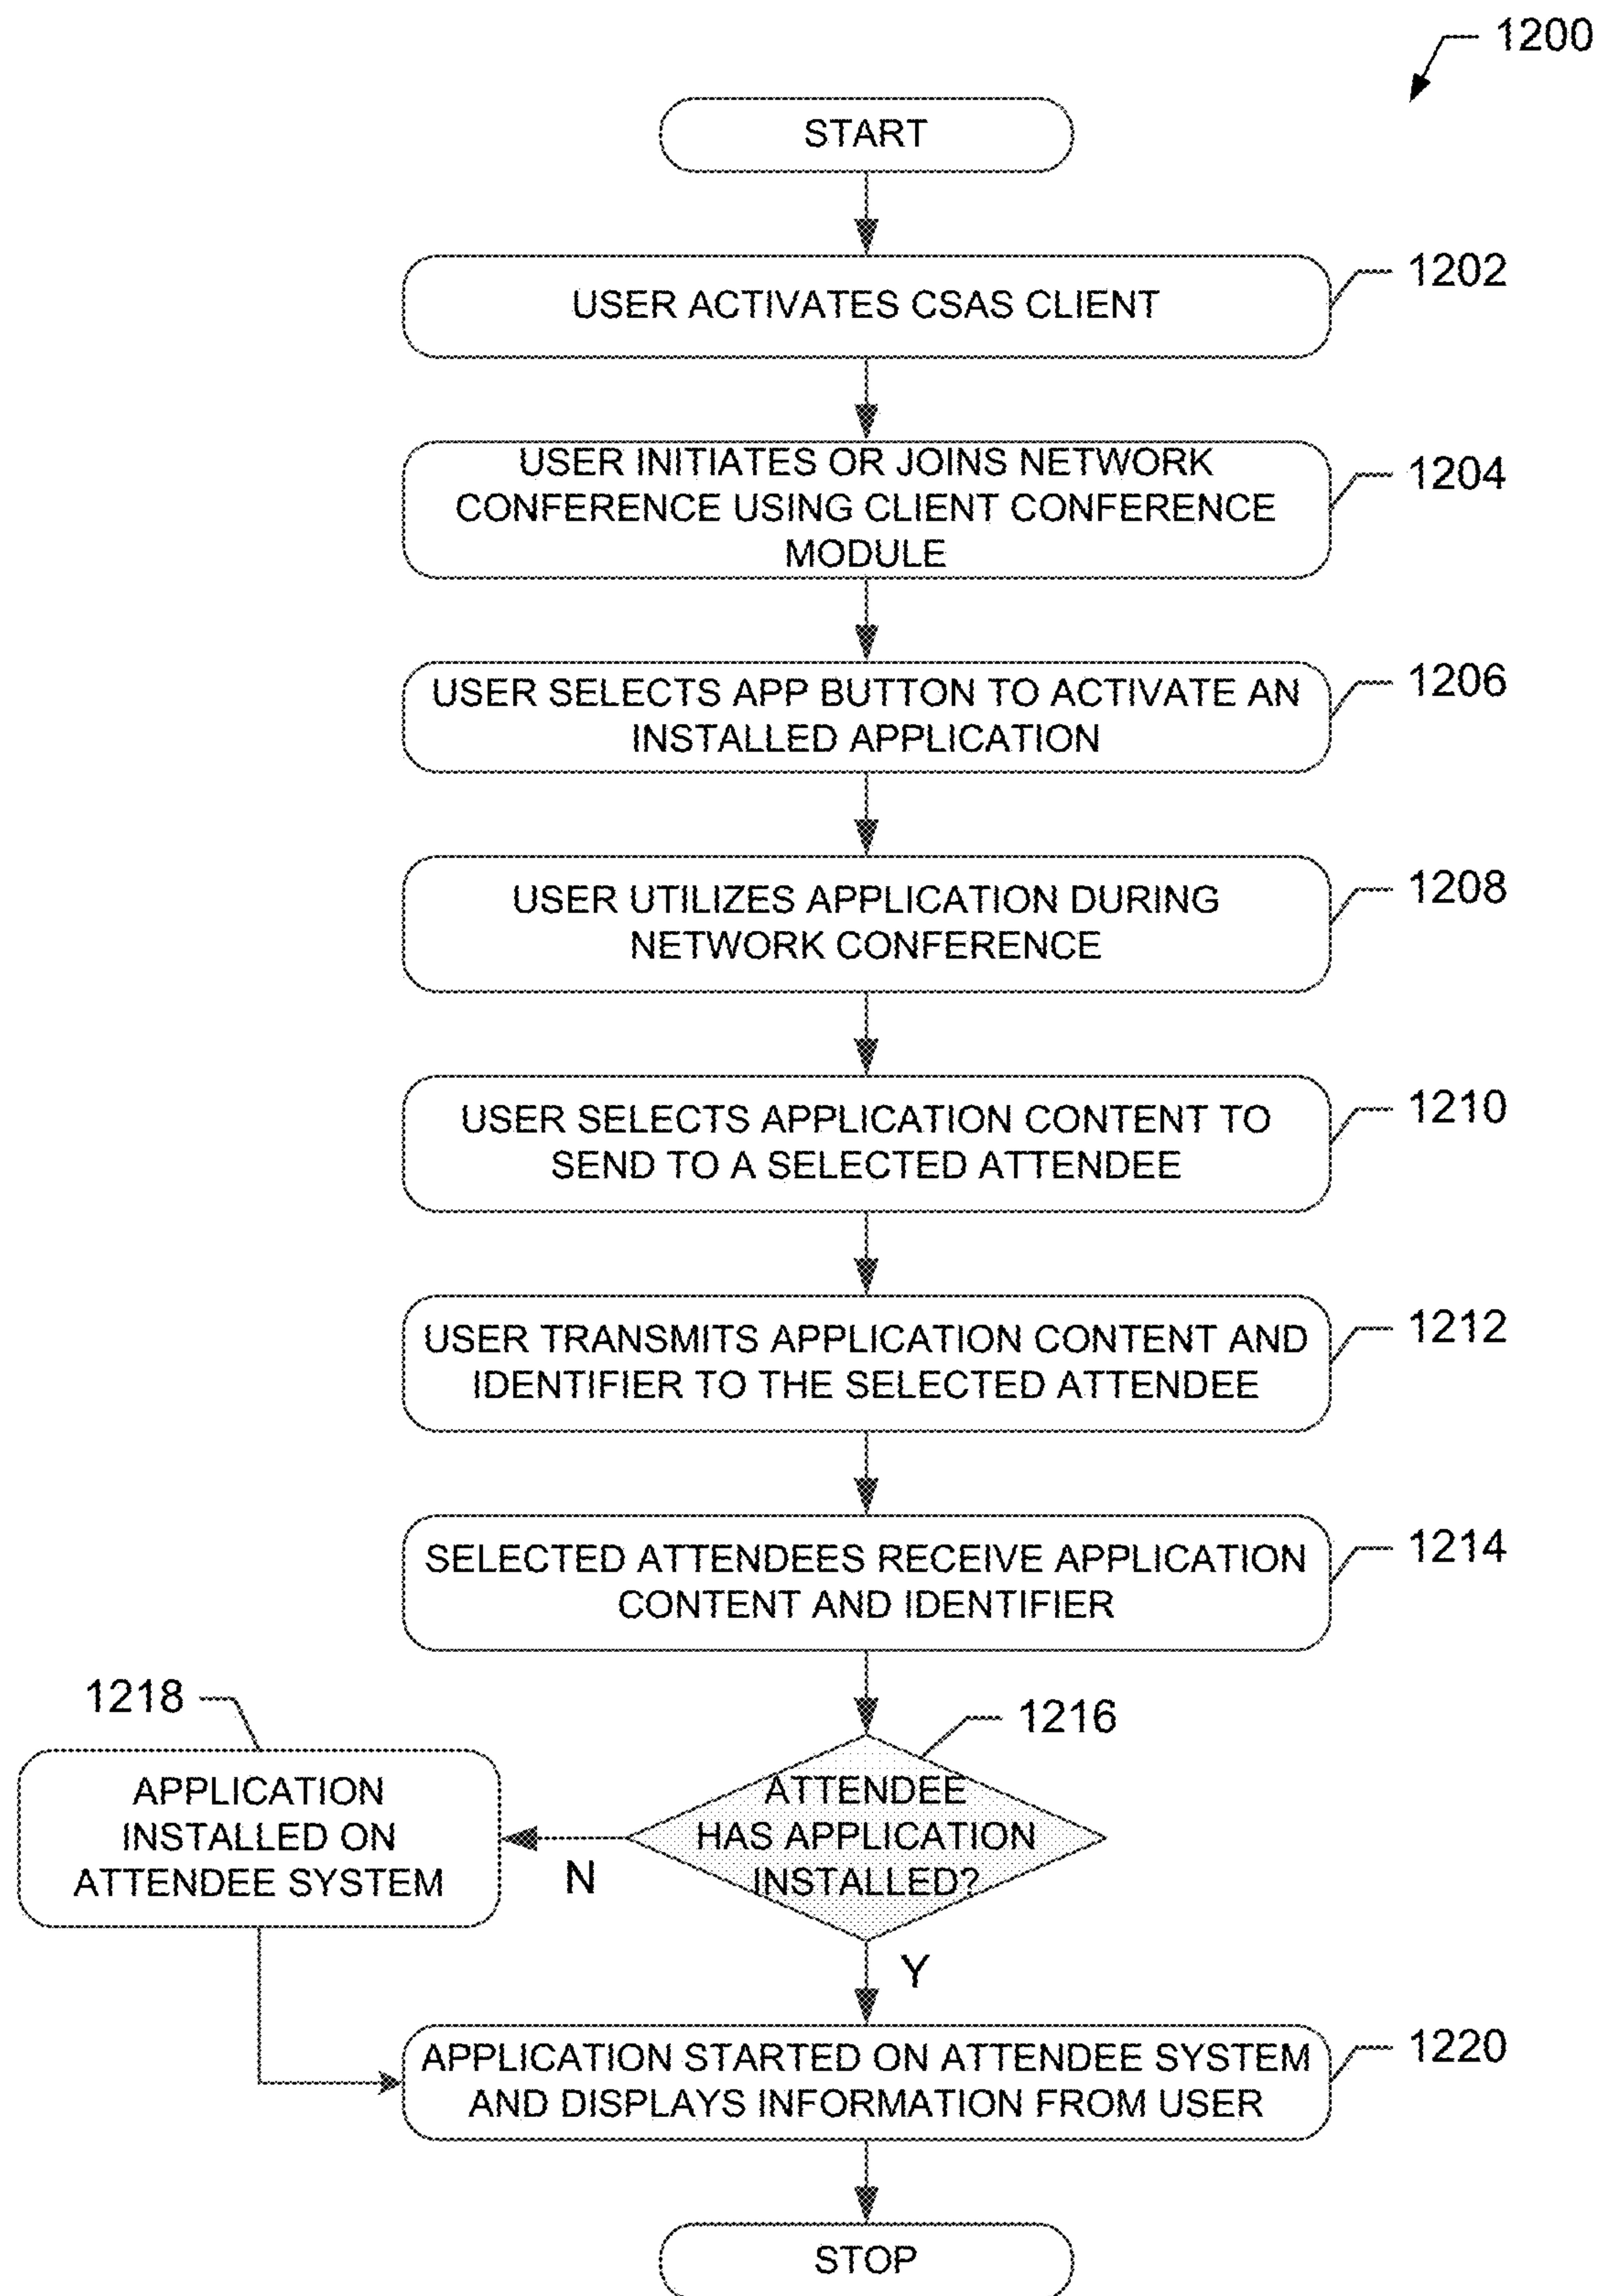 1200
START
USER ACTIVATES CSAS CLIENT
1202
USER INITIATES OR JOINS NETWORK
CONFERENCE USING CLIENT CONFERENCE
MODULE
1204
USER SELECTS APP BUTTON TO ACTIVATE AN
INSTALLED APPLICATION
1206
USER UTILIZES APPLICATION DURING
NETWORK CONFERENCE
1208
USER SELECTS APPLICATION CONTENT TO
SEND TO A SELECTED ATTENDEE
1210
USER TRANSMITS APPLICATION CONTENT AND
IDENTIFIER TO THE SELECTED ATTENDEE
1212
SELECTED ATTENDEES RECEIVE APPLICATION
CONTENT AND IDENTIFIER
1214
1216
ATTENDEE
HAS APPLICATION
INSTALLED?
N
1218
APPLICATION
INSTALLED ON
ATTENDEE SYSTEM
Y
APPLICATION STARTED ON ATTENDEE SYSTEM
AND DISPLAYS INFORMATION FROM USER
1220
STOP